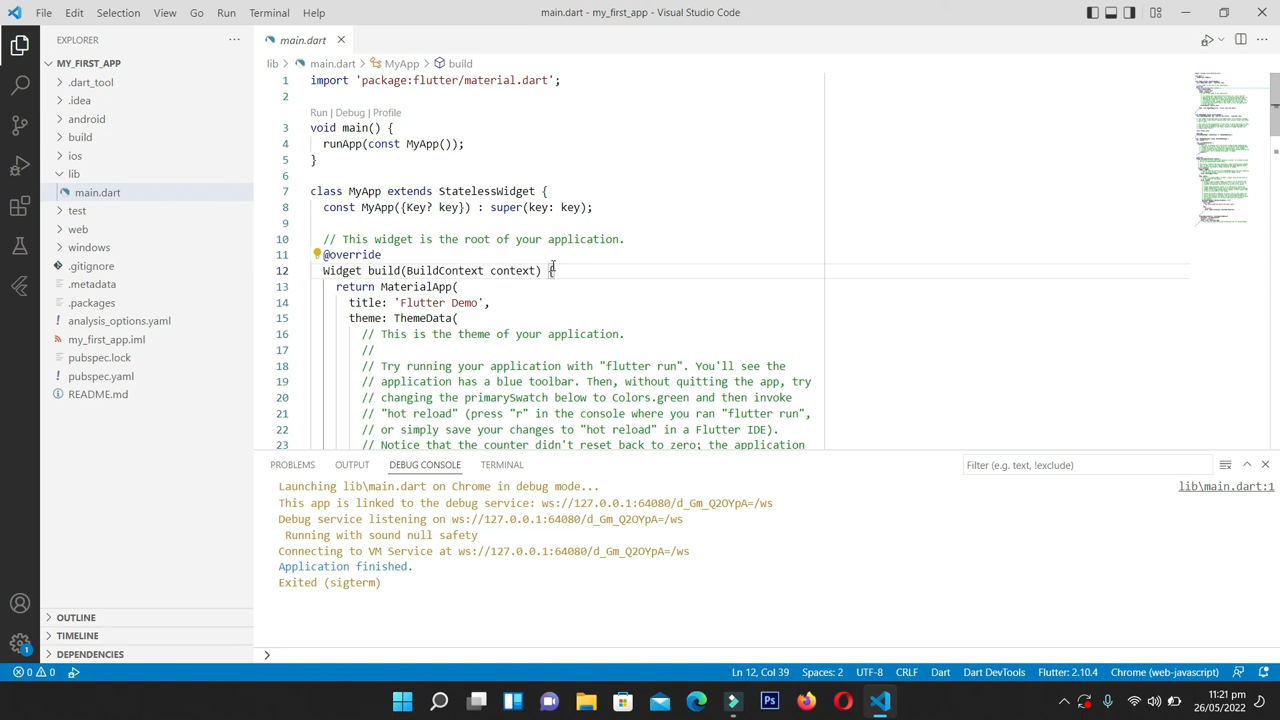 File Edit Selection View Go Run Terminal Help
main.dart - my_first_app - Visual Studio Code
EXPLORER
MY_FIRST_APP
.dart_tool
.idea
android
build
ios
lib
main.dart
test
web
windows
.gitignore
.metadata
.packages
analysis_options.yaml
my_first_app.iml
pubspec.lock
pubspec.yaml
README.md
OUTLINE
TIMELINE
DEPENDENCIES
main.dart
lib > main.dart > MyApp > build
1 import 'package:flutter/material.dart';
2
Run | Debug | Profile
3 void main() {
4 runApp(const MyApp());
5 }
6
7 class MyApp extends StatelessWidget {
8 const MyApp({Key? key}) : super(key: key);
9
10 // This widget is the root of your application.
11 @override
12 Widget build(BuildContext context) {
13 return MaterialApp(
14 title: 'Flutter Demo',
15 theme: ThemeData(
16 // This is the theme of your application.
17 //
18 // Try running your application with "flutter run". You'll see the
19 // application has a blue toolbar. Then, without quitting the app, try
20 // changing the primarySwatch below to Colors.green and then invoke
21 // "hot reload" (press "r" in the console where you ran "flutter run",
22 // or simply save your changes to "hot reload" in a Flutter IDE).
23 // Notice that the counter didn't reset back to zero; the application
PROBLEMS OUTPUT DEBUG CONSOLE TERMINAL
Filter (e.g. text, !exclude)
Launching lib\main.dart on Chrome in debug mode...
lib\main.dart:1
This app is linked to the debug service: ws://127.0.0.1:64080/d_Gm_Q2OYpA=/ws
Debug service listening on ws://127.0.0.1:64080/d_Gm_Q2OYpA=/ws
Running with sound null safety
Connecting to VM Service at ws://127.0.0.1:64080/d_Gm_Q2OYpA=/ws
Application finished.
Exited (sigterm)
>
1
0 0
Ln 12, Col 39 Spaces: 2 UTF-8 CRLF Dart Dart DevTools Flutter: 2.10.4 Chrome (web-javascript)
Ps
11:21 pm
26/05/2022